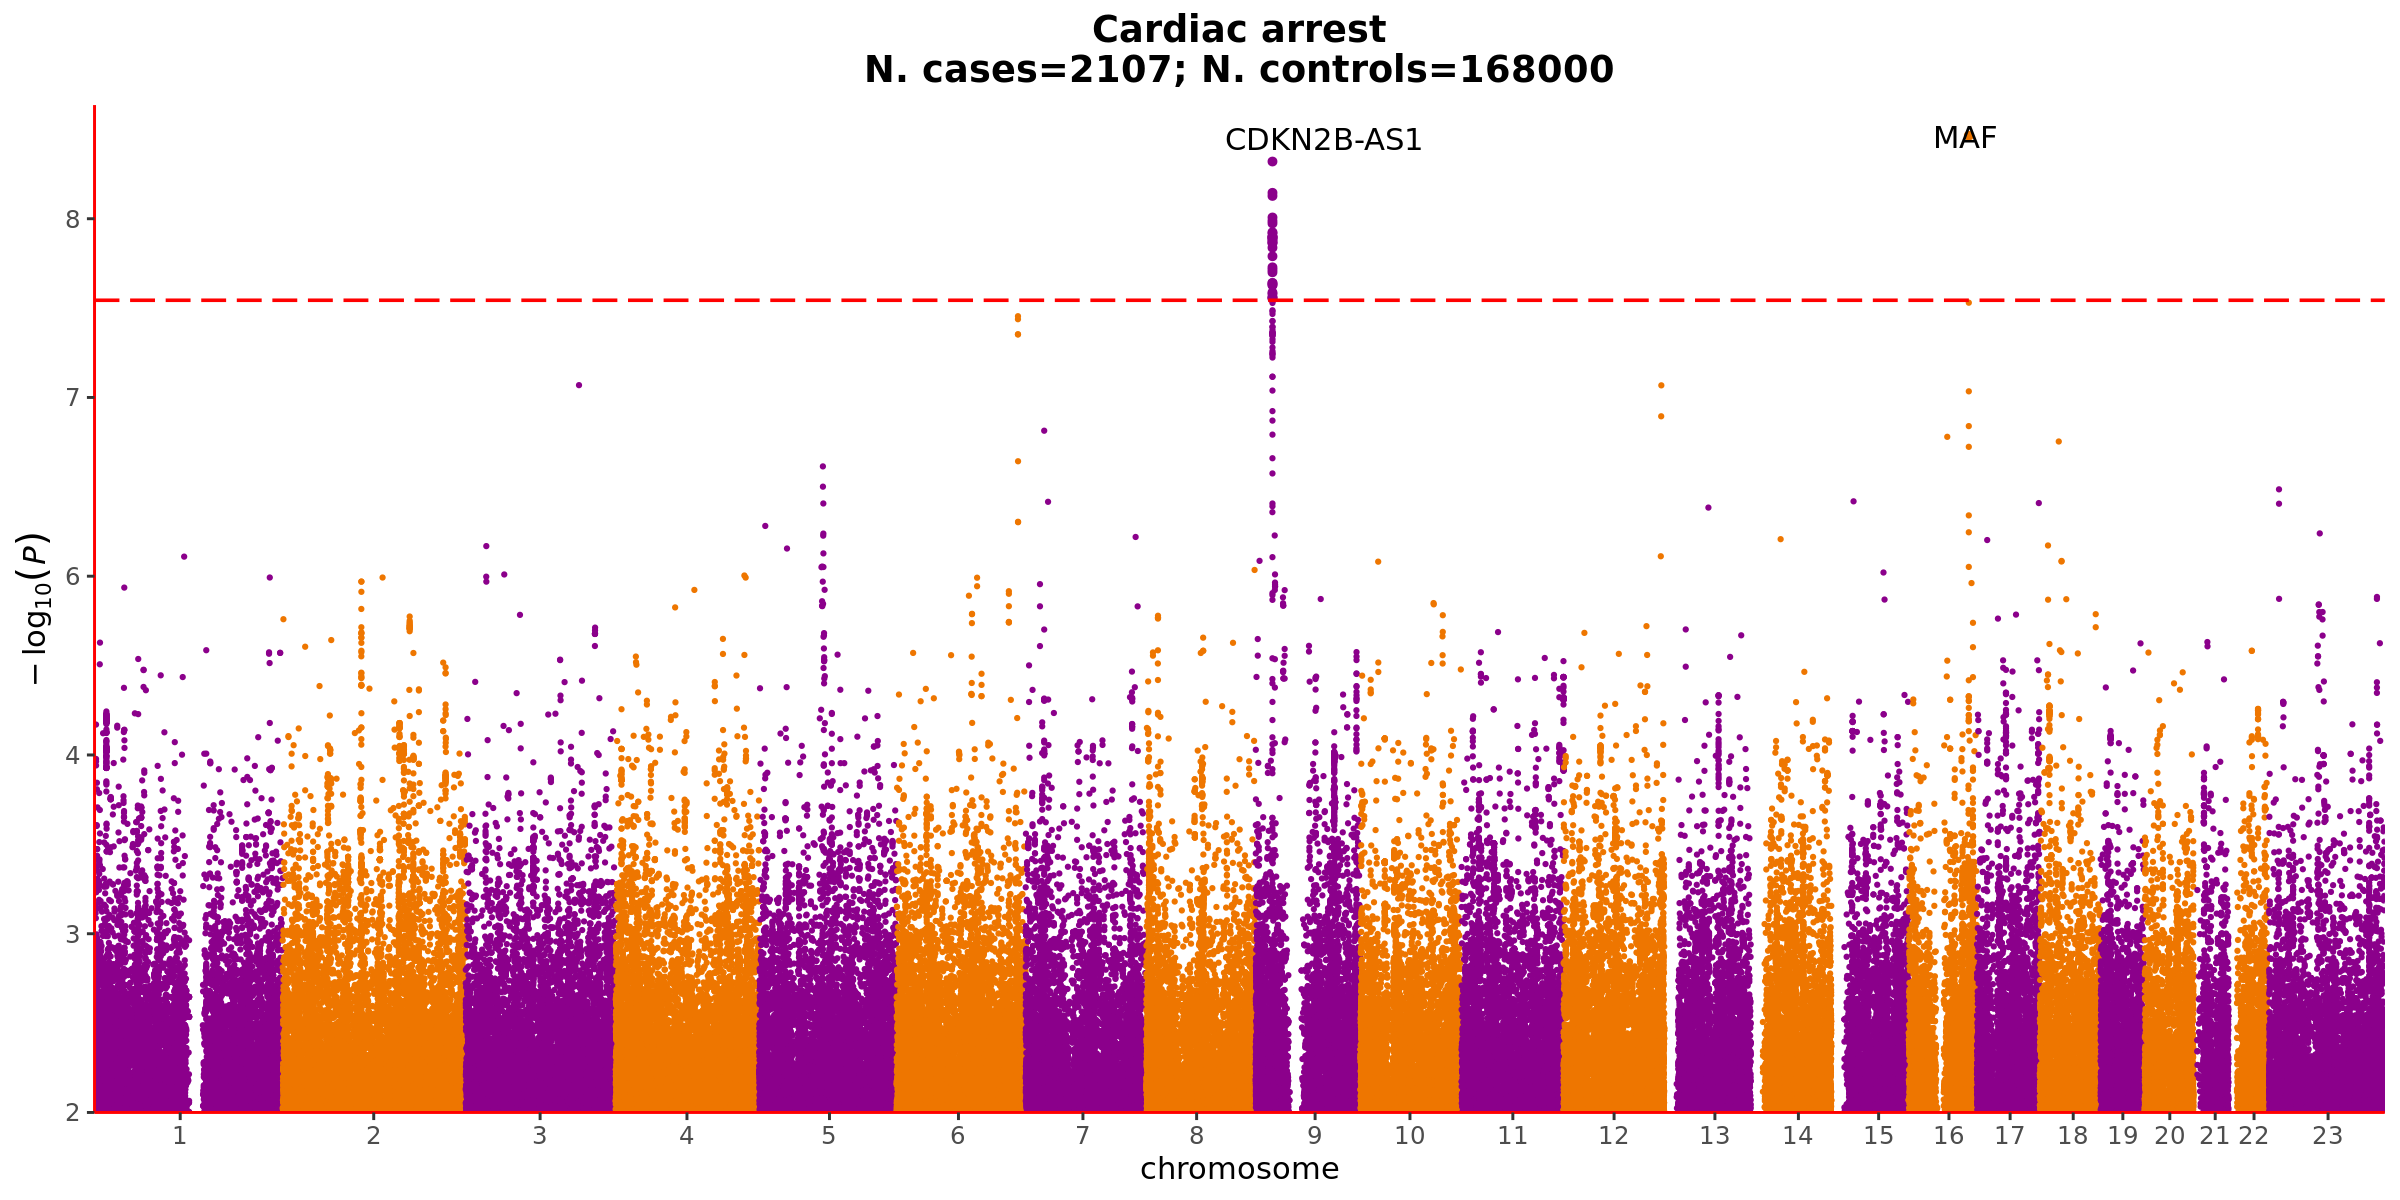 Cardiac arrest
N. cases=2107; N. controls=168000
CDKN2B-AS1
MAF
8
7
6
4
3
2
−log10(P)
1 2 3 4 5 6 7 8 9 10 11 12 13 14 15 16 17 18 19 20 21 22 23
chromosome